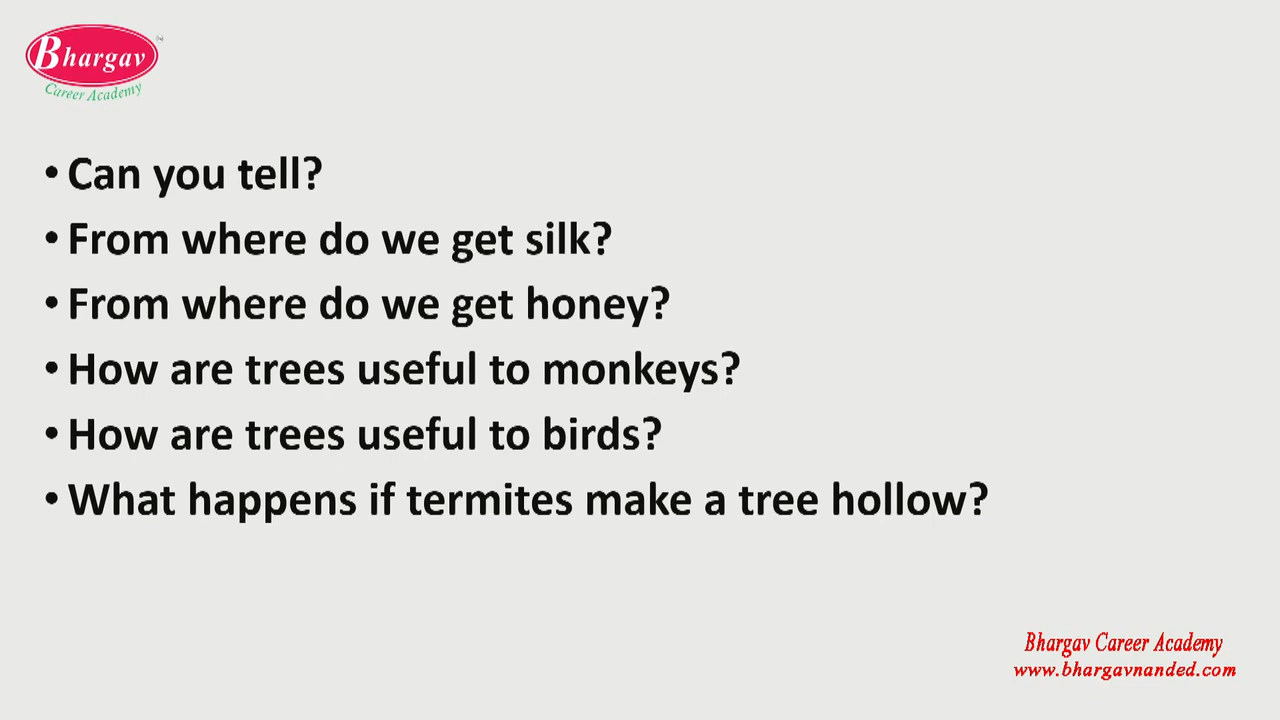 Bhargav
Career Academy
• Can you tell?
• From where do we get silk?
• From where do we get honey?
• How are trees useful to monkeys?
• How are trees useful to birds?
• What happens if termites make a tree hollow?
Bhargav Career Academy
www.bhargavnanded.com